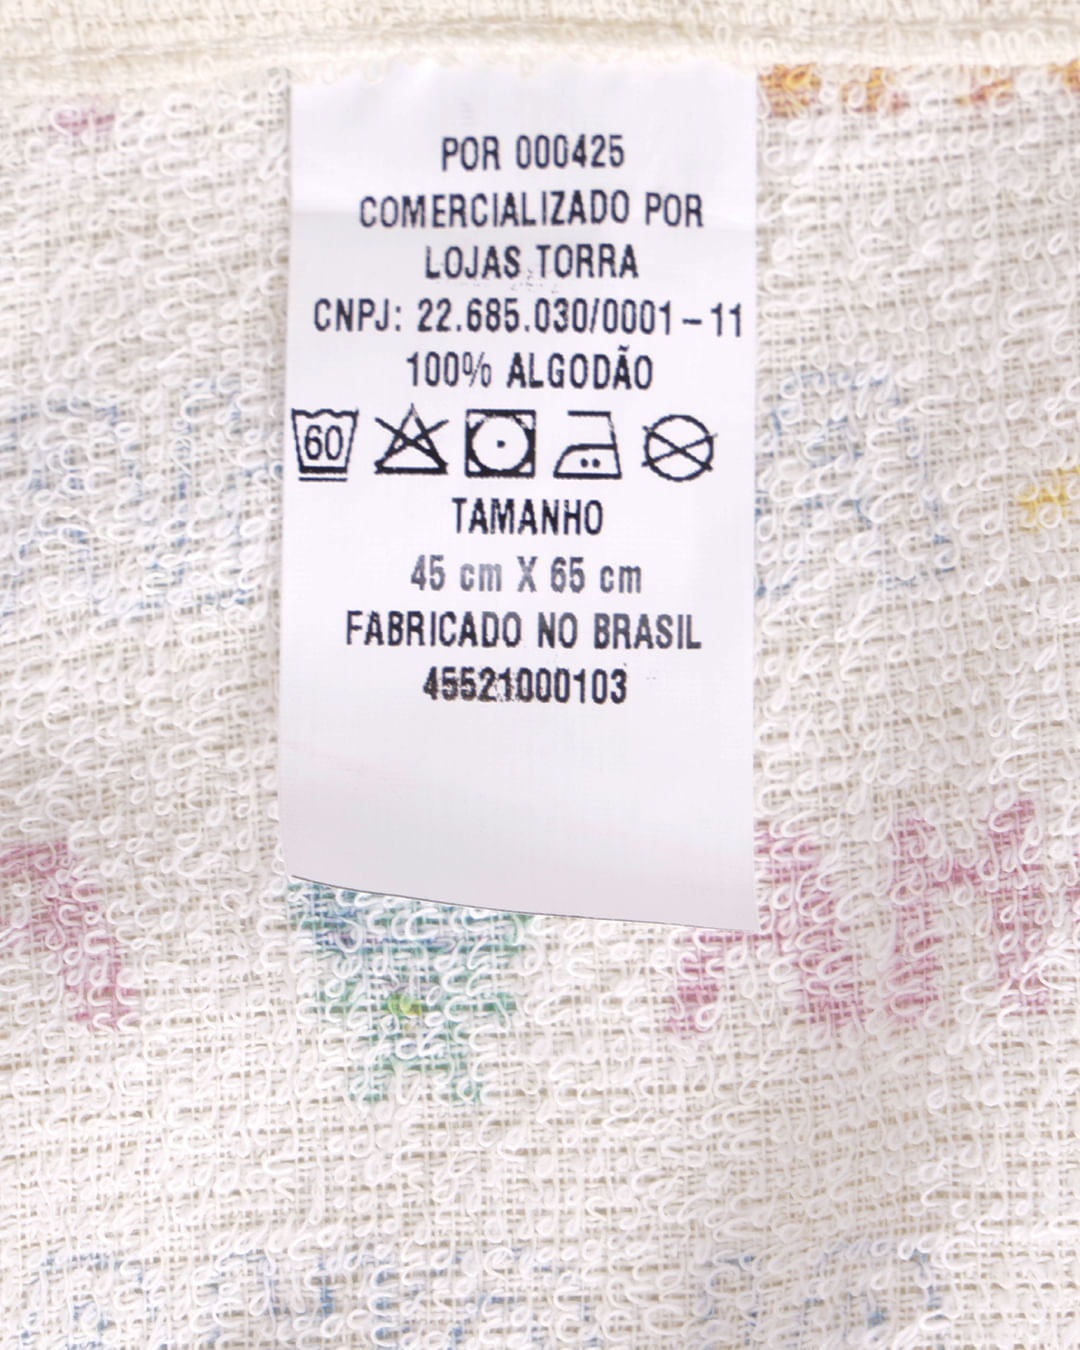 POR 000425
COMERCIALIZADO POR
LOJAS TORRA
CNPJ: 22.685.030/0001-11
100% ALGODÃO
60
TAMANHO
45 cm X 65 cm
FABRICADO NO BRASIL
45521000103